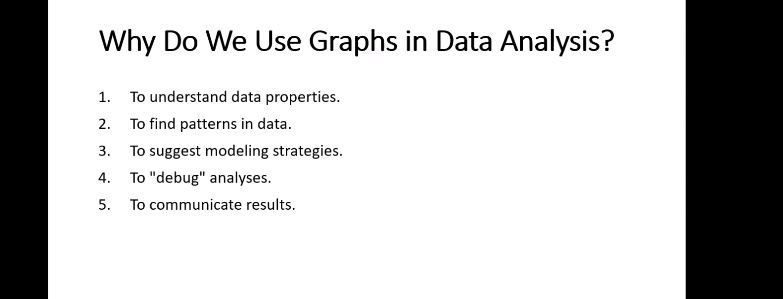 Why Do We Use Graphs in Data Analysis?
1. To understand data properties.
2. To find patterns in data.
3. To suggest modeling strategies.
4. To "debug" analyses.
5. To communicate results.